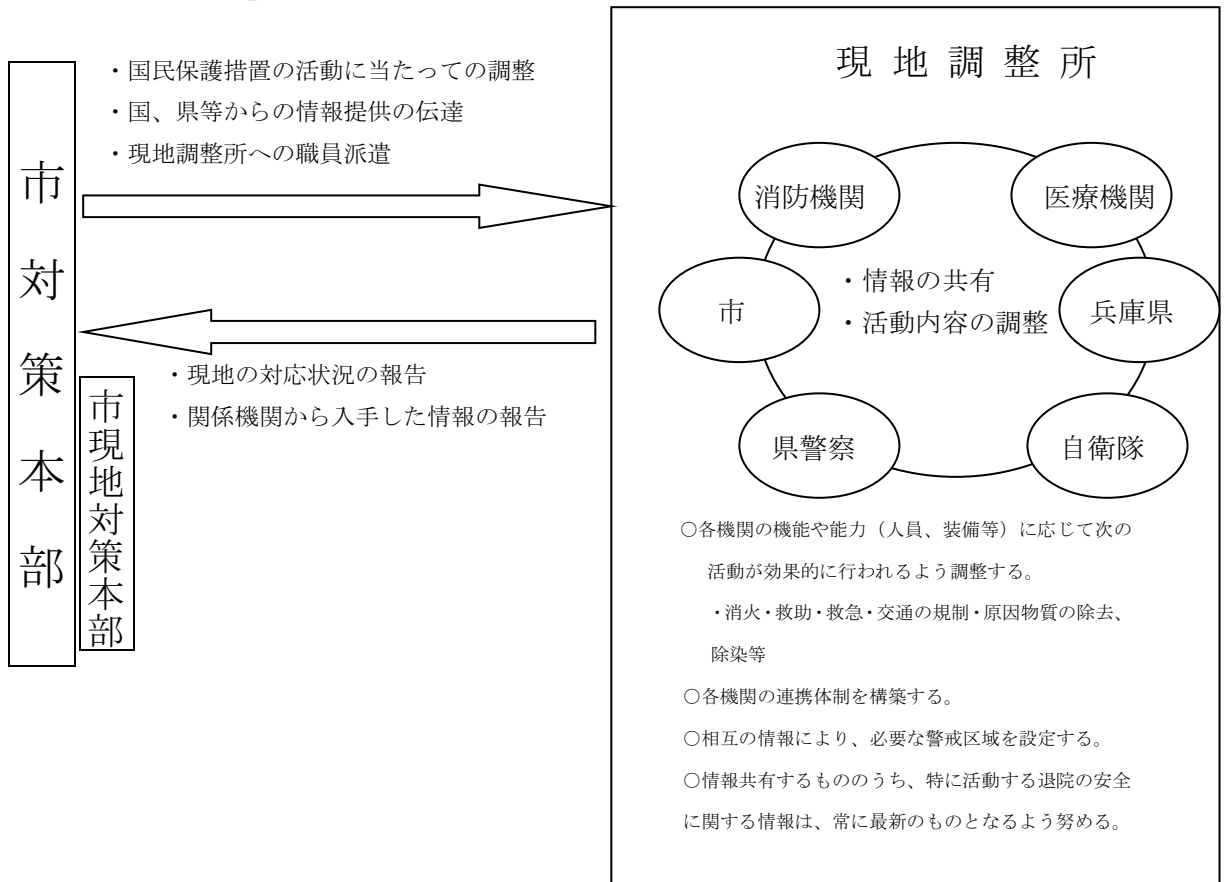 ・国民保護措置の活動に当たっての調整
・国、県等からの情報提供の伝達
・現地調整所への職員派遣
市対策本部
市現地対策本部
・現地の対応状況の報告
・関係機関から入手した情報の報告
現地調整所
消防機関
医療機関
市
・情報の共有
・活動内容の調整
兵庫県
県警察
自衛隊
○各機関の機能や能力（人員、装備等）に応じて次の
活動が効果的に行われるよう調整する。
・消火・救助・救急・交通の規制・原因物質の除去、
除染等
○各機関の連携体制を構築する。
○相互の情報により、必要な警戒区域を設定する。
○情報共有するもののうち、特に活動する退院の安全
に関する情報は、常に最新のものとなるよう努める。